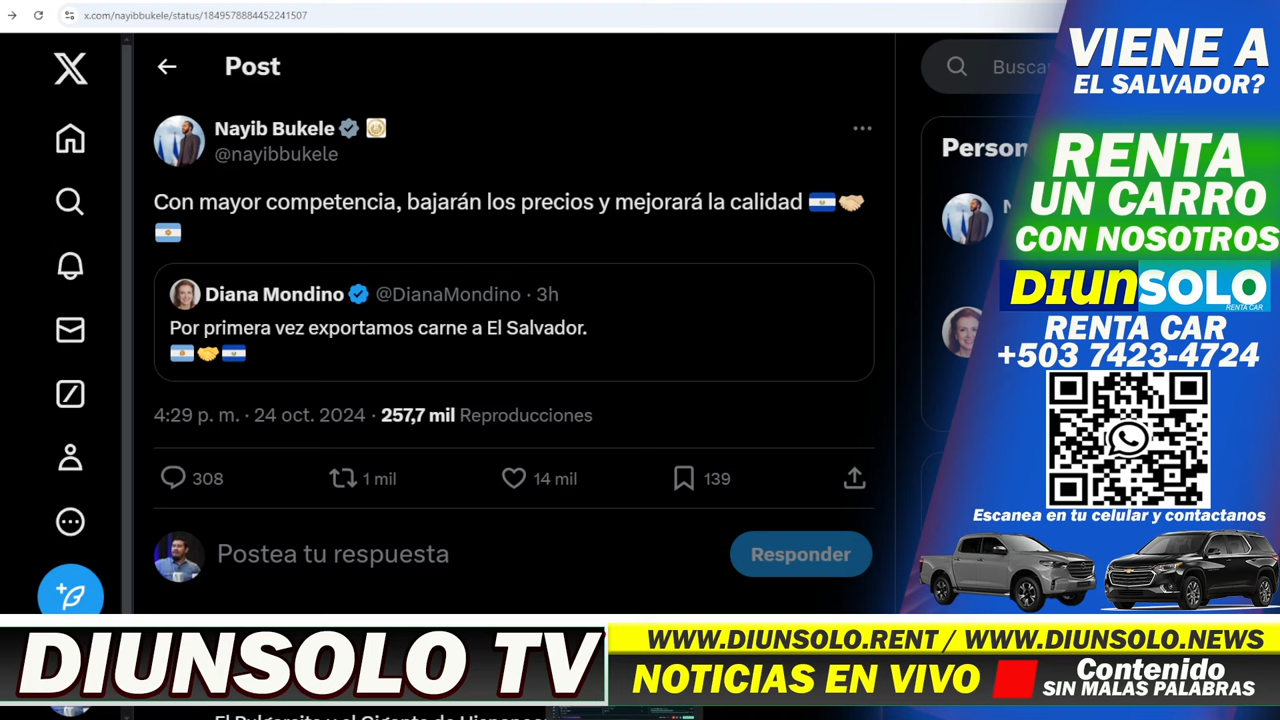 x.com/nayibbukele/status/1849578884452241507
Post
Nayib Bukele
@nayibbukele
Con mayor competencia, bajarán los precios y mejorará la calidad 🇸🇻🤝
🇦🇷
Diana Mondino @DianaMondino · 3h
Por primera vez exportamos carne a El Salvador.
🇦🇷🤝🇸🇻
4:29 p. m. · 24 oct. 2024 · 257,7 mil Reproducciones
308 1 mil 14 mil 139
Postea tu respuesta
Responder
Busca
Person
N
VIENE A
EL SALVADOR?
RENTA
UN CARRO
CON NOSOTROS
DIUNSOLO
RENTA CAR
RENTA CAR
+503 7423-4724
Escanea en tu celular y contactanos
DIUNSOLO TV
WWW.DIUNSOLO.RENT / WWW.DIUNSOLO.NEWS
NOTICIAS EN VIVO
Contenido
SIN MALAS PALABRAS